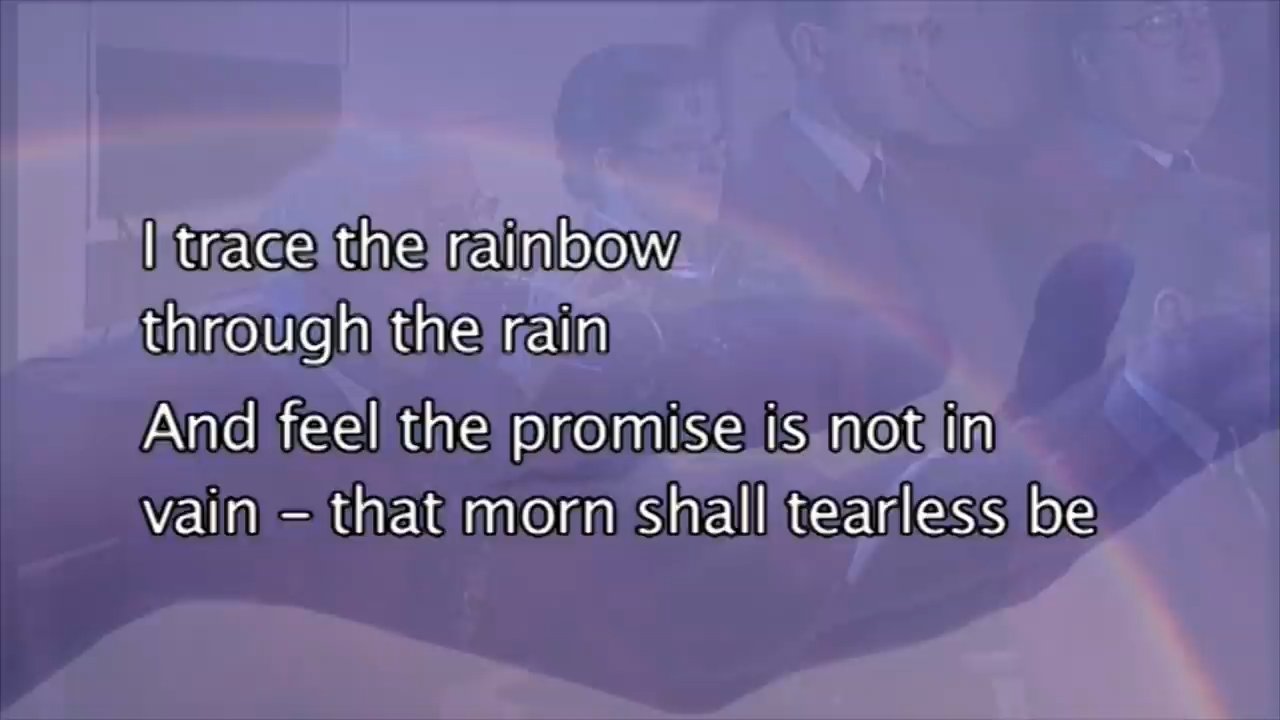 I trace the rainbow
through the rain
And feel the promise is not in
vain – that morn shall tearless be